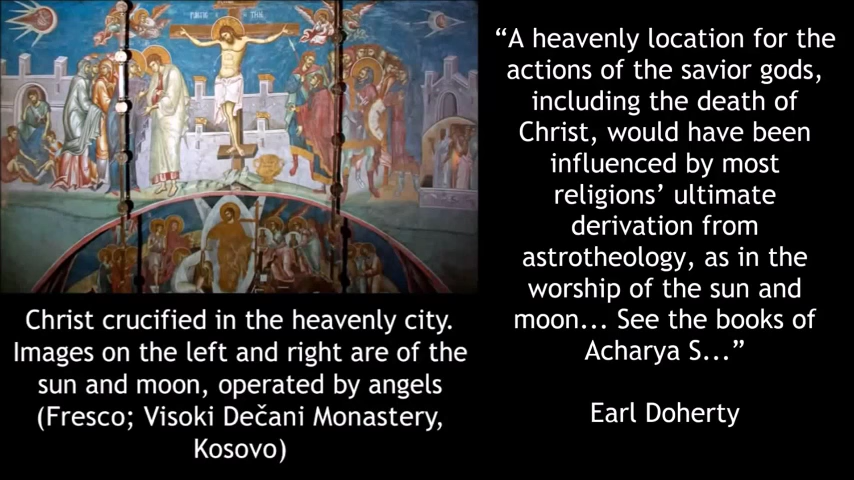 Christ crucified in the heavenly city.
Images on the left and right are of the
sun and moon, operated by angels
(Fresco; Visoki Dečani Monastery,
Kosovo)
“A heavenly location for the
actions of the savior gods,
including the death of
Christ, would have been
influenced by most
religions’ ultimate
derivation from
astrotheology, as in the
worship of the sun and
moon... See the books of
Acharya S...”
Earl Doherty